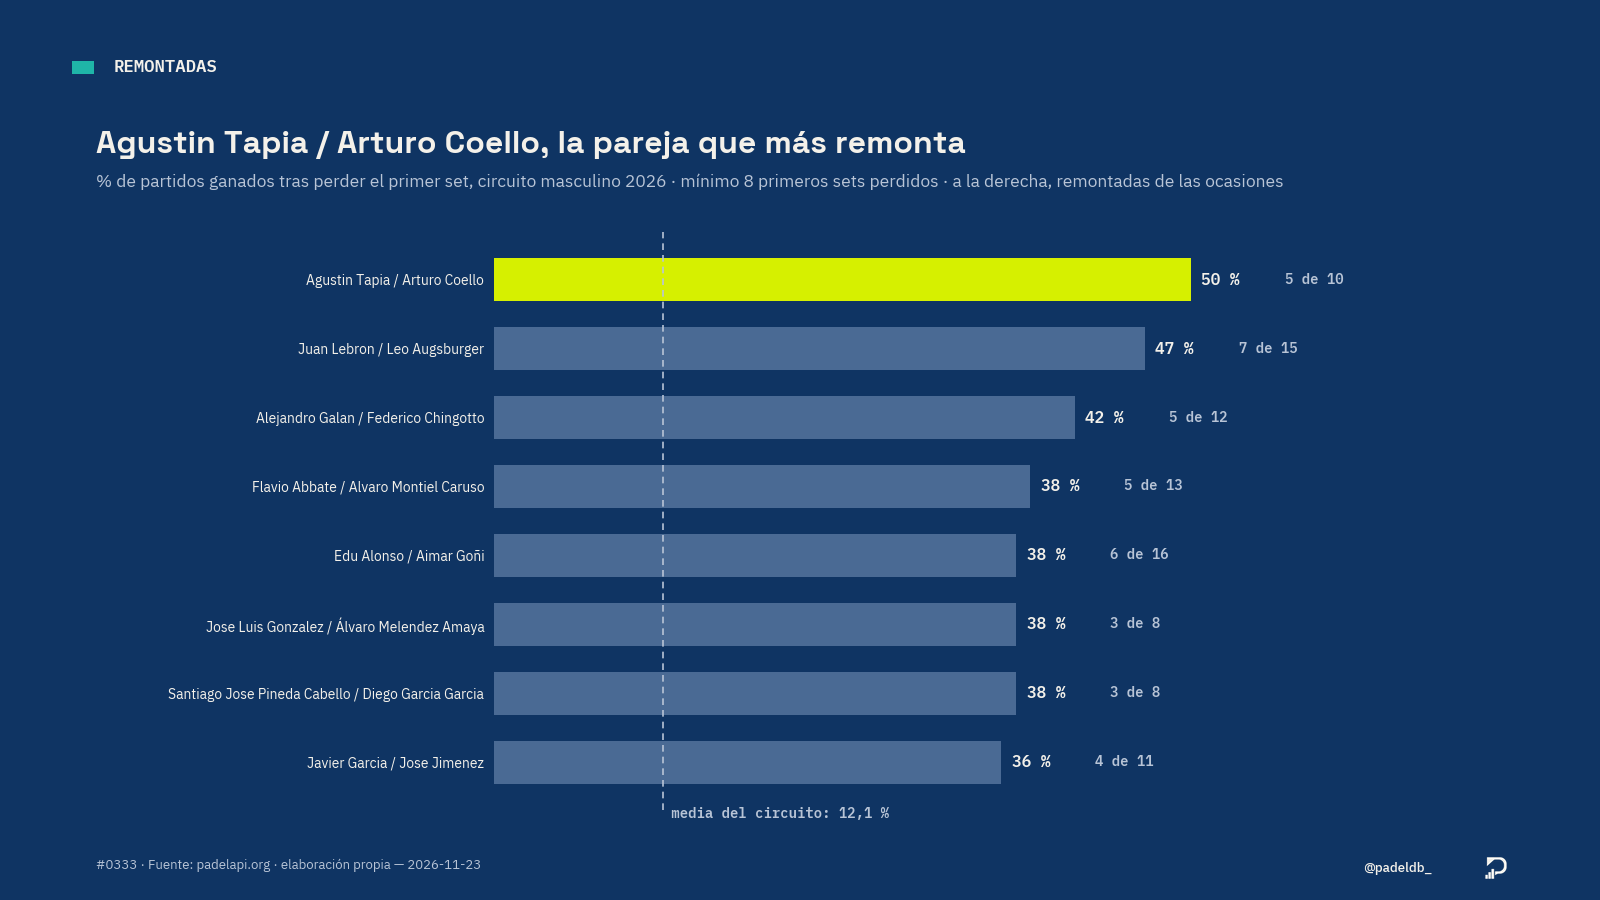 REMONTADAS
Agustin Tapia / Arturo Coello, la pareja que más remonta
% de partidos ganados tras perder el primer set, circuito masculino 2026 · mínimo 8 primeros sets perdidos · a la derecha, remontadas de las ocasiones
Agustin Tapia / Arturo Coello 50 % 5 de 10
Juan Lebron / Leo Augsburger 47 % 7 de 15
Alejandro Galan / Federico Chingotto 42 % 5 de 12
Flavio Abbate / Alvaro Montiel Caruso 38 % 5 de 13
Edu Alonso / Aimar Goñi 38 % 6 de 16
Jose Luis Gonzalez / Álvaro Melendez Amaya 38 % 3 de 8
Santiago Jose Pineda Cabello / Diego Garcia Garcia 38 % 3 de 8
Javier Garcia / Jose Jimenez 36 % 4 de 11
media del circuito: 12,1 %
#0333 · Fuente: padelapi.org · elaboración propia — 2026-11-23
@padeldb_